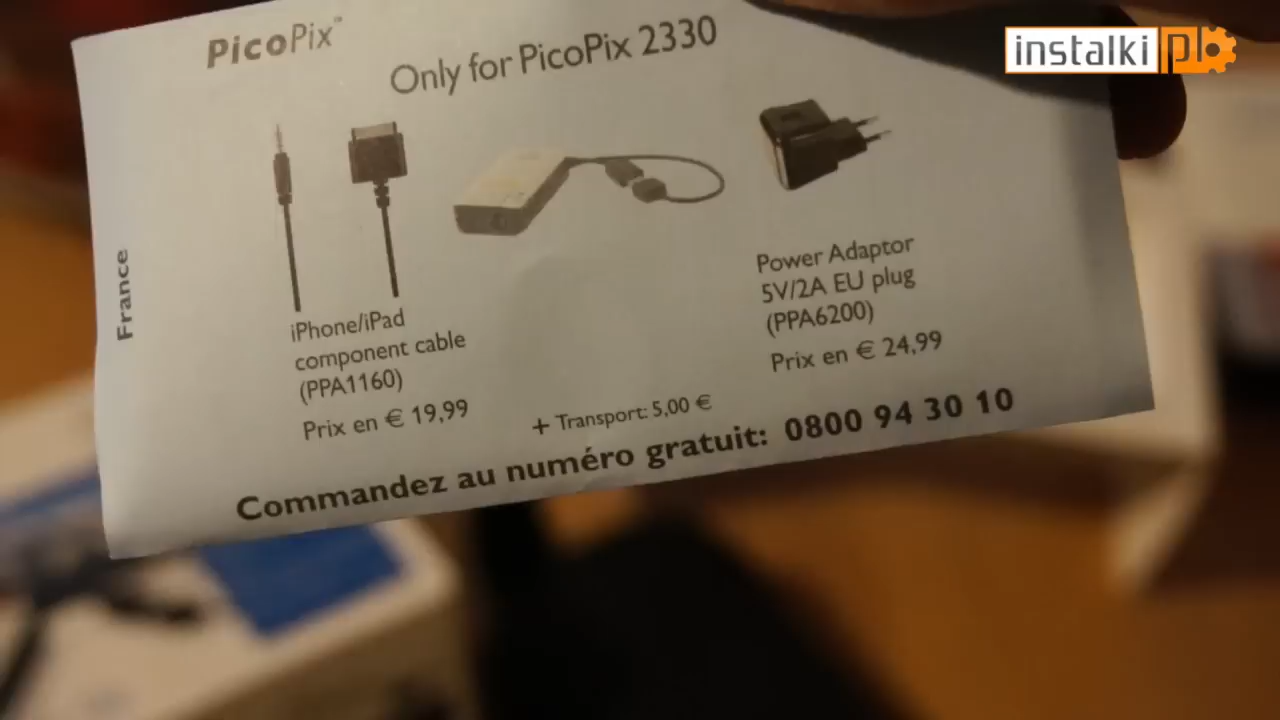 PicoPix™
Only for PicoPix 2330
instalki.pl
France
iPhone/iPad
component cable
(PPA1160)
Prix en € 19,99
Power Adaptor
5V/2A EU plug
(PPA6200)
Prix en € 24,99
+ Transport: 5,00 €
Commandez au numéro gratuit: 0800 94 30 10